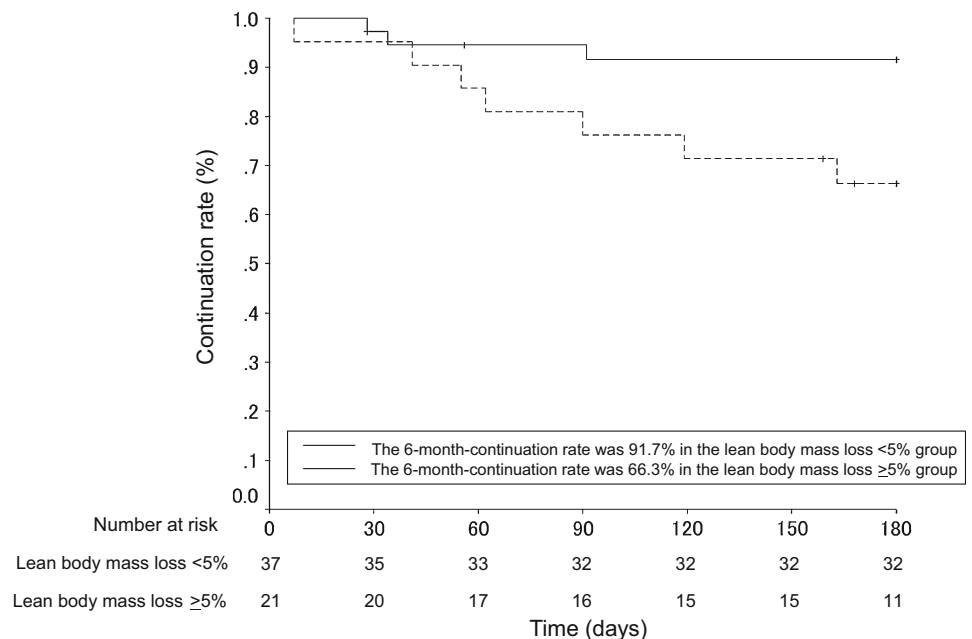 Continuation rate (%)
1.0
.9
.8
.7
.6
.5
.4
.3
.2
.1
0.0
The 6-month-continuation rate was 91.7% in the lean body mass loss <5% group
The 6-month-continuation rate was 66.3% in the lean body mass loss ≥5% group
Number at risk 0 30 60 90 120 150 180
Lean body mass loss <5% 37 35 33 32 32 32 32
Lean body mass loss ≥5% 21 20 17 16 15 15 11
Time (days)